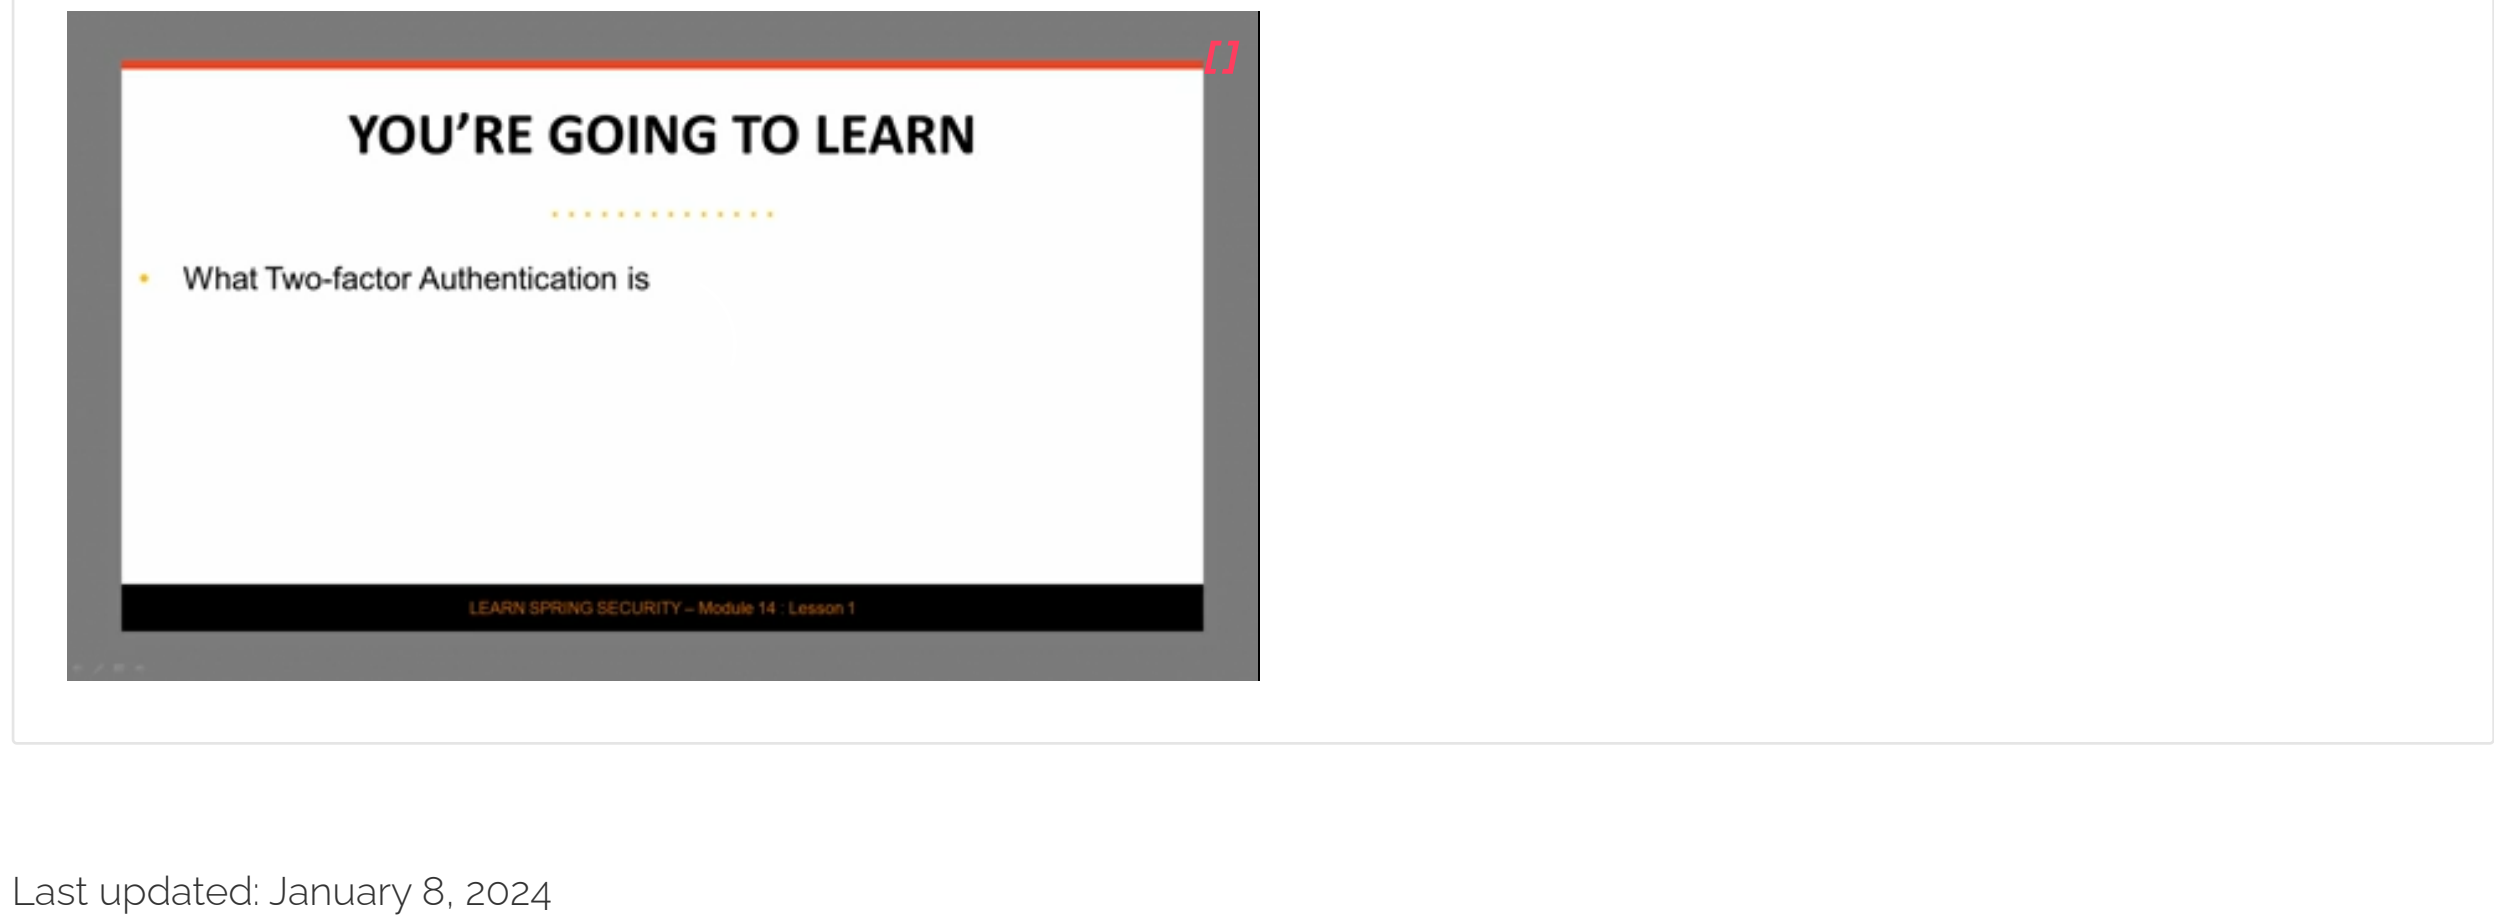 []
YOU’RE GOING TO LEARN
• What Two-factor Authentication is
LEARN SPRING SECURITY – Module 14 : Lesson 1
Last updated: January 8, 2024